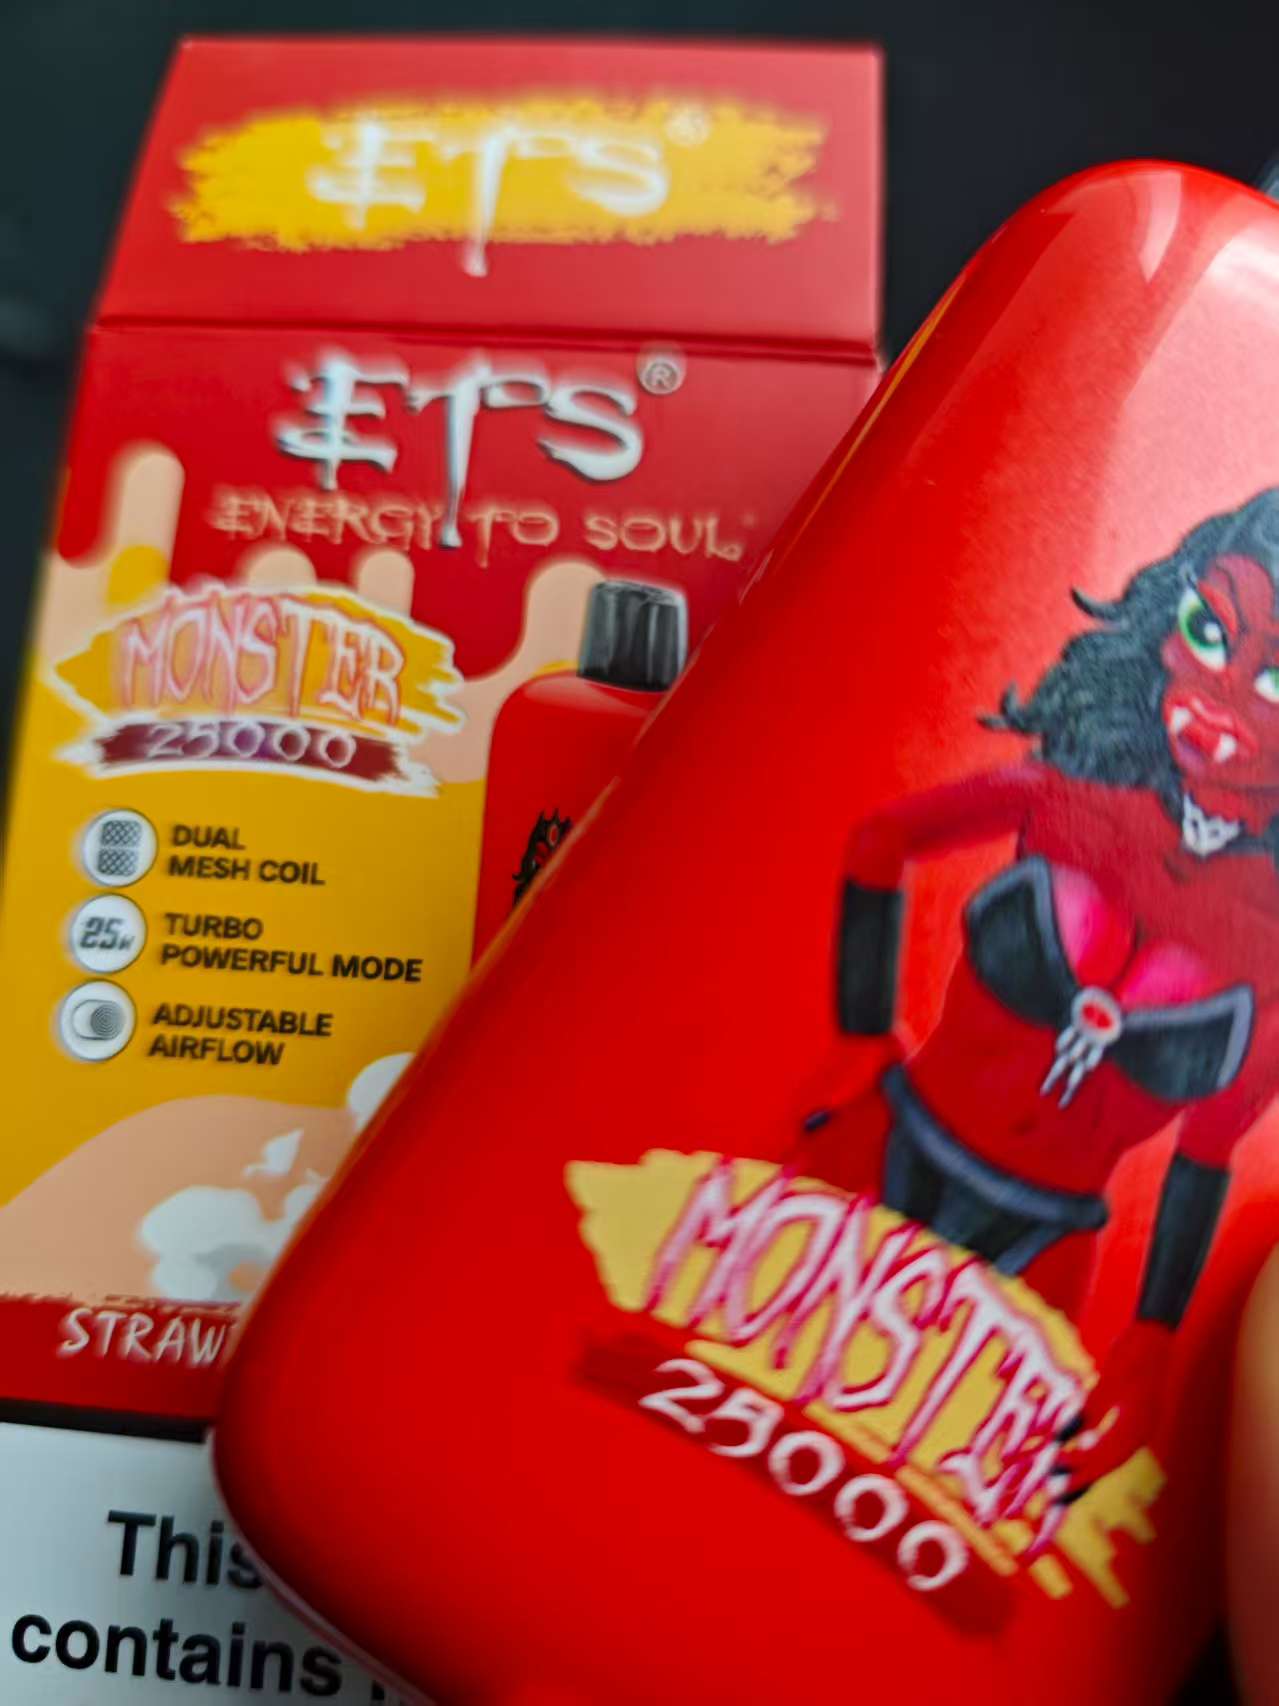 ETS®
ETS®
ENERGY TO SOUL
MONSTER
25000
DUAL
MESH COIL
25W
TURBO
POWERFUL MODE
ADJUSTABLE
AIRFLOW
STRAW
This
contains
MONSTER
25000